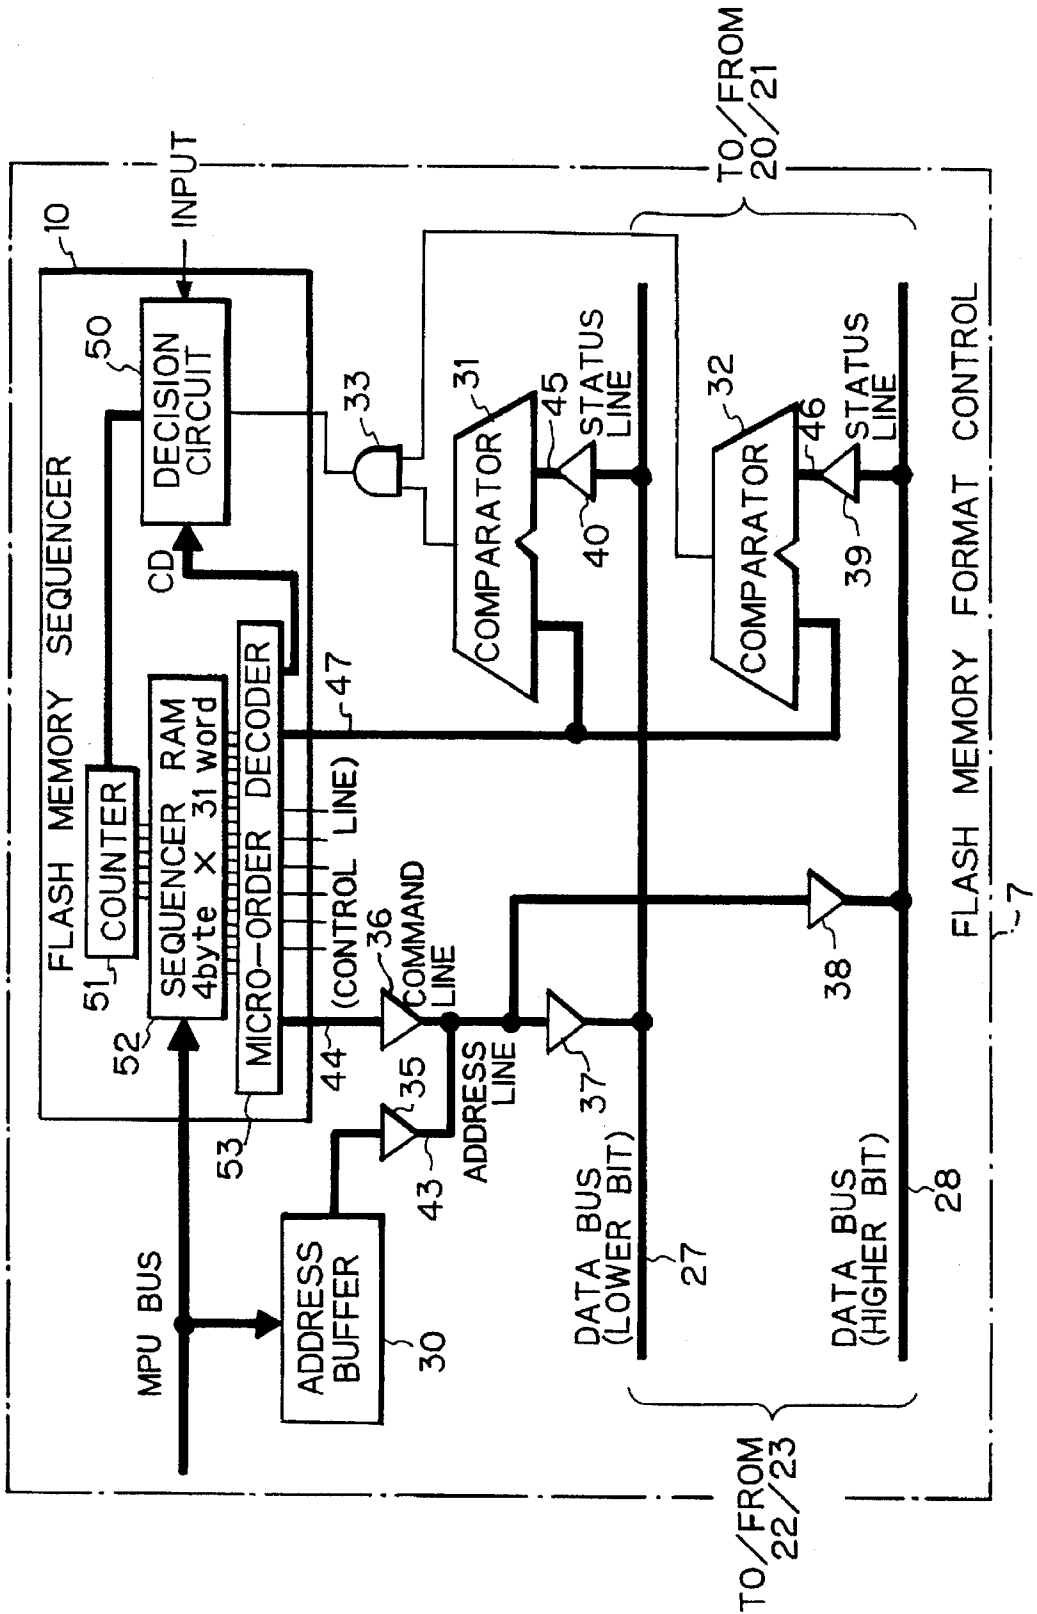 FLASH MEMORY SEQUENCER
10
51
COUNTER
50
DECISION
CIRCUIT
INPUT
CD
MPU BUS
52
SEQUENCER RAM
4byte × 31 word
53
MICRO-ORDER DECODER
44
(CONTROL LINE)
47
33
ADDRESS
BUFFER
30
35
43
36
COMMAND
LINE
ADDRESS
LINE
37
COMPARATOR
31
45
40
STATUS
LINE
DATA BUS
(LOWER BIT)
27
38
COMPARATOR
32
46
39
STATUS
LINE
DATA BUS
(HIGHER BIT)
28
TO/FROM
22/23
TO/FROM
20/21
FLASH MEMORY FORMAT CONTROL
7